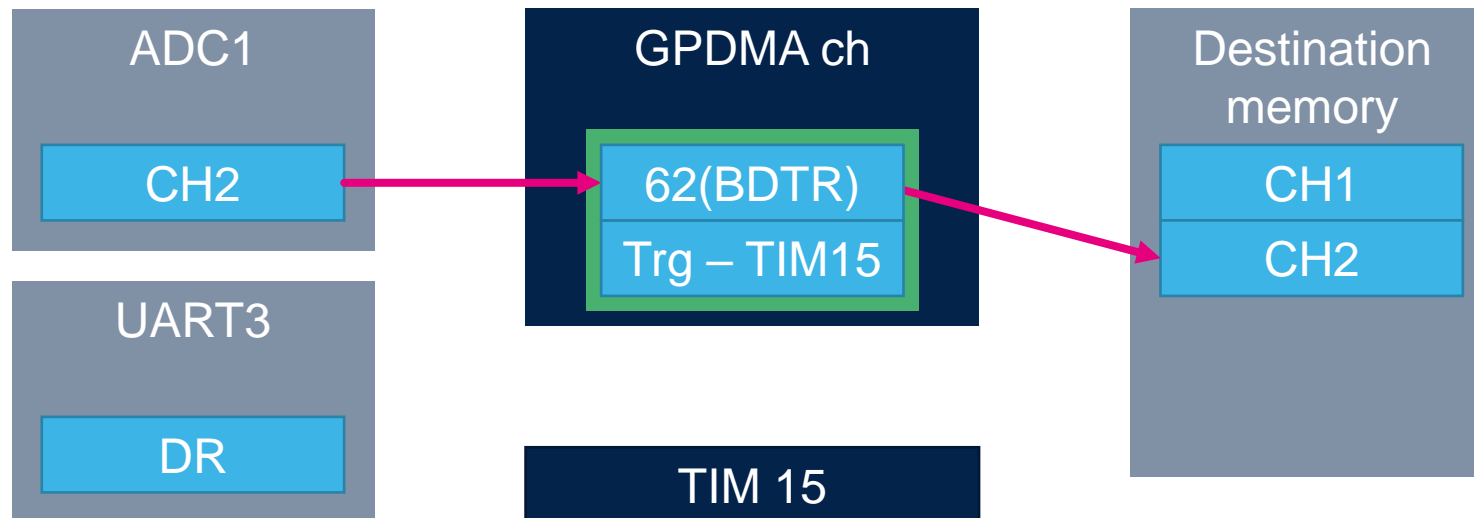 ADC1
CH2
UART3
DR
GPDMA ch
62(BDTR)
Trg – TIM15
TIM 15
Destination
memory
CH1
CH2